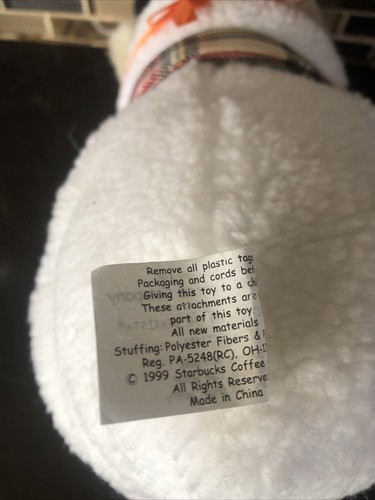 Remove all plastic tag
Packaging and cords bef
Giving this toy to a chi
These attachments are
part of this toy
All new materials
Stuffing: Polyester Fibers &
Reg. PA-5248(RC), OH-
© 1999 Starbucks Coffee
All Rights Reserve
Made in China